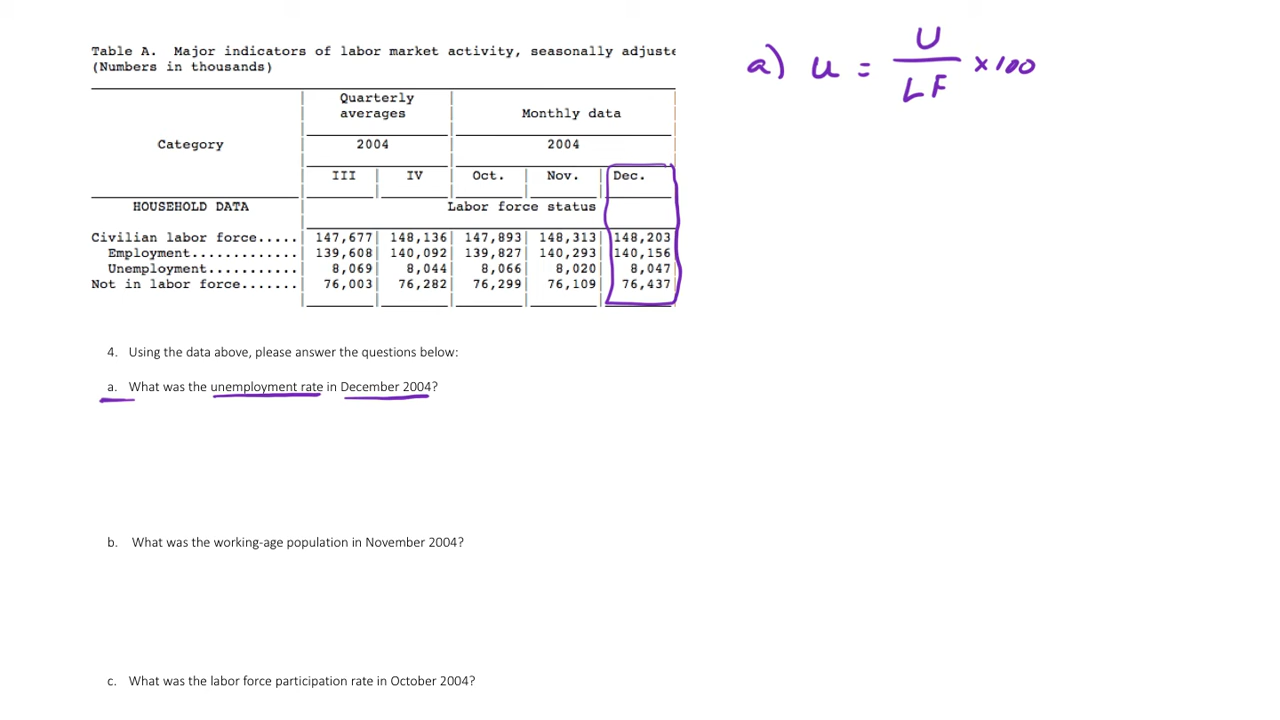 Table A. Major indicators of labor market activity, seasonally adjuste
(Numbers in thousands)
Quarterly averages Monthly data
Category 2004 2004
III IV Oct. Nov. Dec.
HOUSEHOLD DATA Labor force status
Civilian labor force..... 147,677 148,136 147,893 148,313 148,203
Employment............. 139,608 140,092 139,827 140,293 140,156
Unemployment........... 8,069 8,044 8,066 8,020 8,047
Not in labor force....... 76,003 76,282 76,299 76,109 76,437
a) u = U / LF × 100
4. Using the data above, please answer the questions below:
a. What was the unemployment rate in December 2004?
b. What was the working-age population in November 2004?
c. What was the labor force participation rate in October 2004?